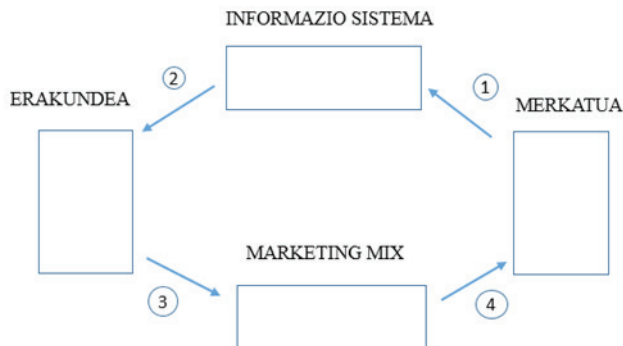 INFORMAZIO SISTEMA
2
1
ERAKUNDEA
MERKATUA
MARKETING MIX
3
4